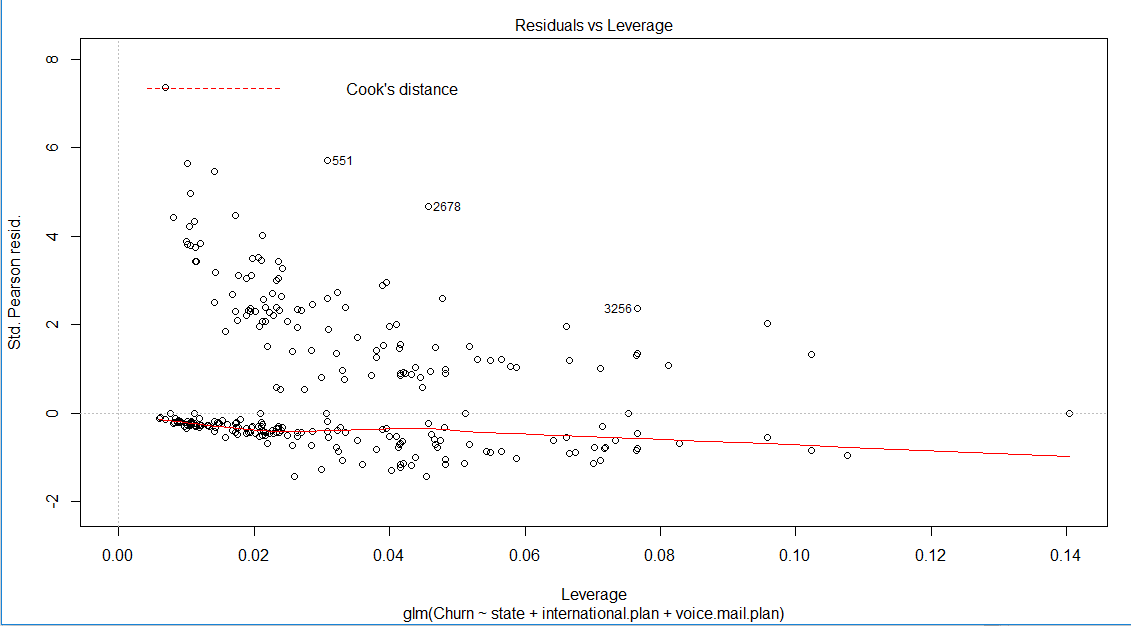 Residuals vs Leverage
8
6
4
2
0
-2
Std. Pearson resid.
Cook's distance
551
2678
3256
0.00 0.02 0.04 0.06 0.08 0.10 0.12 0.14
Leverage
glm(Churn ~ state + international.plan + voice.mail.plan)